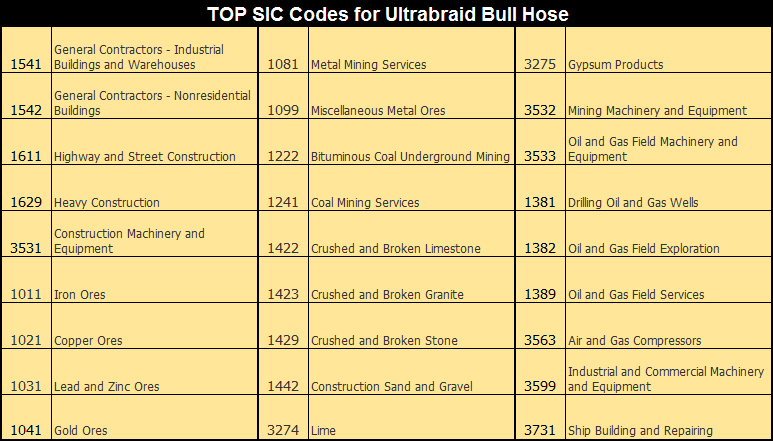 TOP SIC Codes for Ultrabraid Bull Hose
1541 General Contractors - Industrial
Buildings and Warehouses
1081 Metal Mining Services
3275 Gypsum Products
1542 General Contractors - Nonresidential
Buildings
1099 Miscellaneous Metal Ores
3532 Mining Machinery and Equipment
1611 Highway and Street Construction
1222 Bituminous Coal Underground Mining
3533 Oil and Gas Field Machinery and
Equipment
1629 Heavy Construction
1241 Coal Mining Services
1381 Drilling Oil and Gas Wells
3531 Construction Machinery and
Equipment
1422 Crushed and Broken Limestone
1382 Oil and Gas Field Exploration
1011 Iron Ores
1423 Crushed and Broken Granite
1389 Oil and Gas Field Services
1021 Copper Ores
1429 Crushed and Broken Stone
3563 Air and Gas Compressors
1031 Lead and Zinc Ores
1442 Construction Sand and Gravel
3599 Industrial and Commercial Machinery
and Equipment
1041 Gold Ores
3274 Lime
3731 Ship Building and Repairing